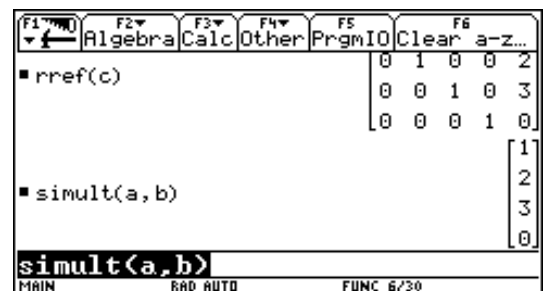 F1 F2 F3 F4 F5 F6
Algebra Calc Other PrgmIO Clear a-z…
0 1 0 0 2
▪rref(c) 0 0 1 0 3
0 0 0 1 0
1
▪simult(a,b) 2
3
0
simult(a,b)
MAIN RAD AUTO FUNC 6/30